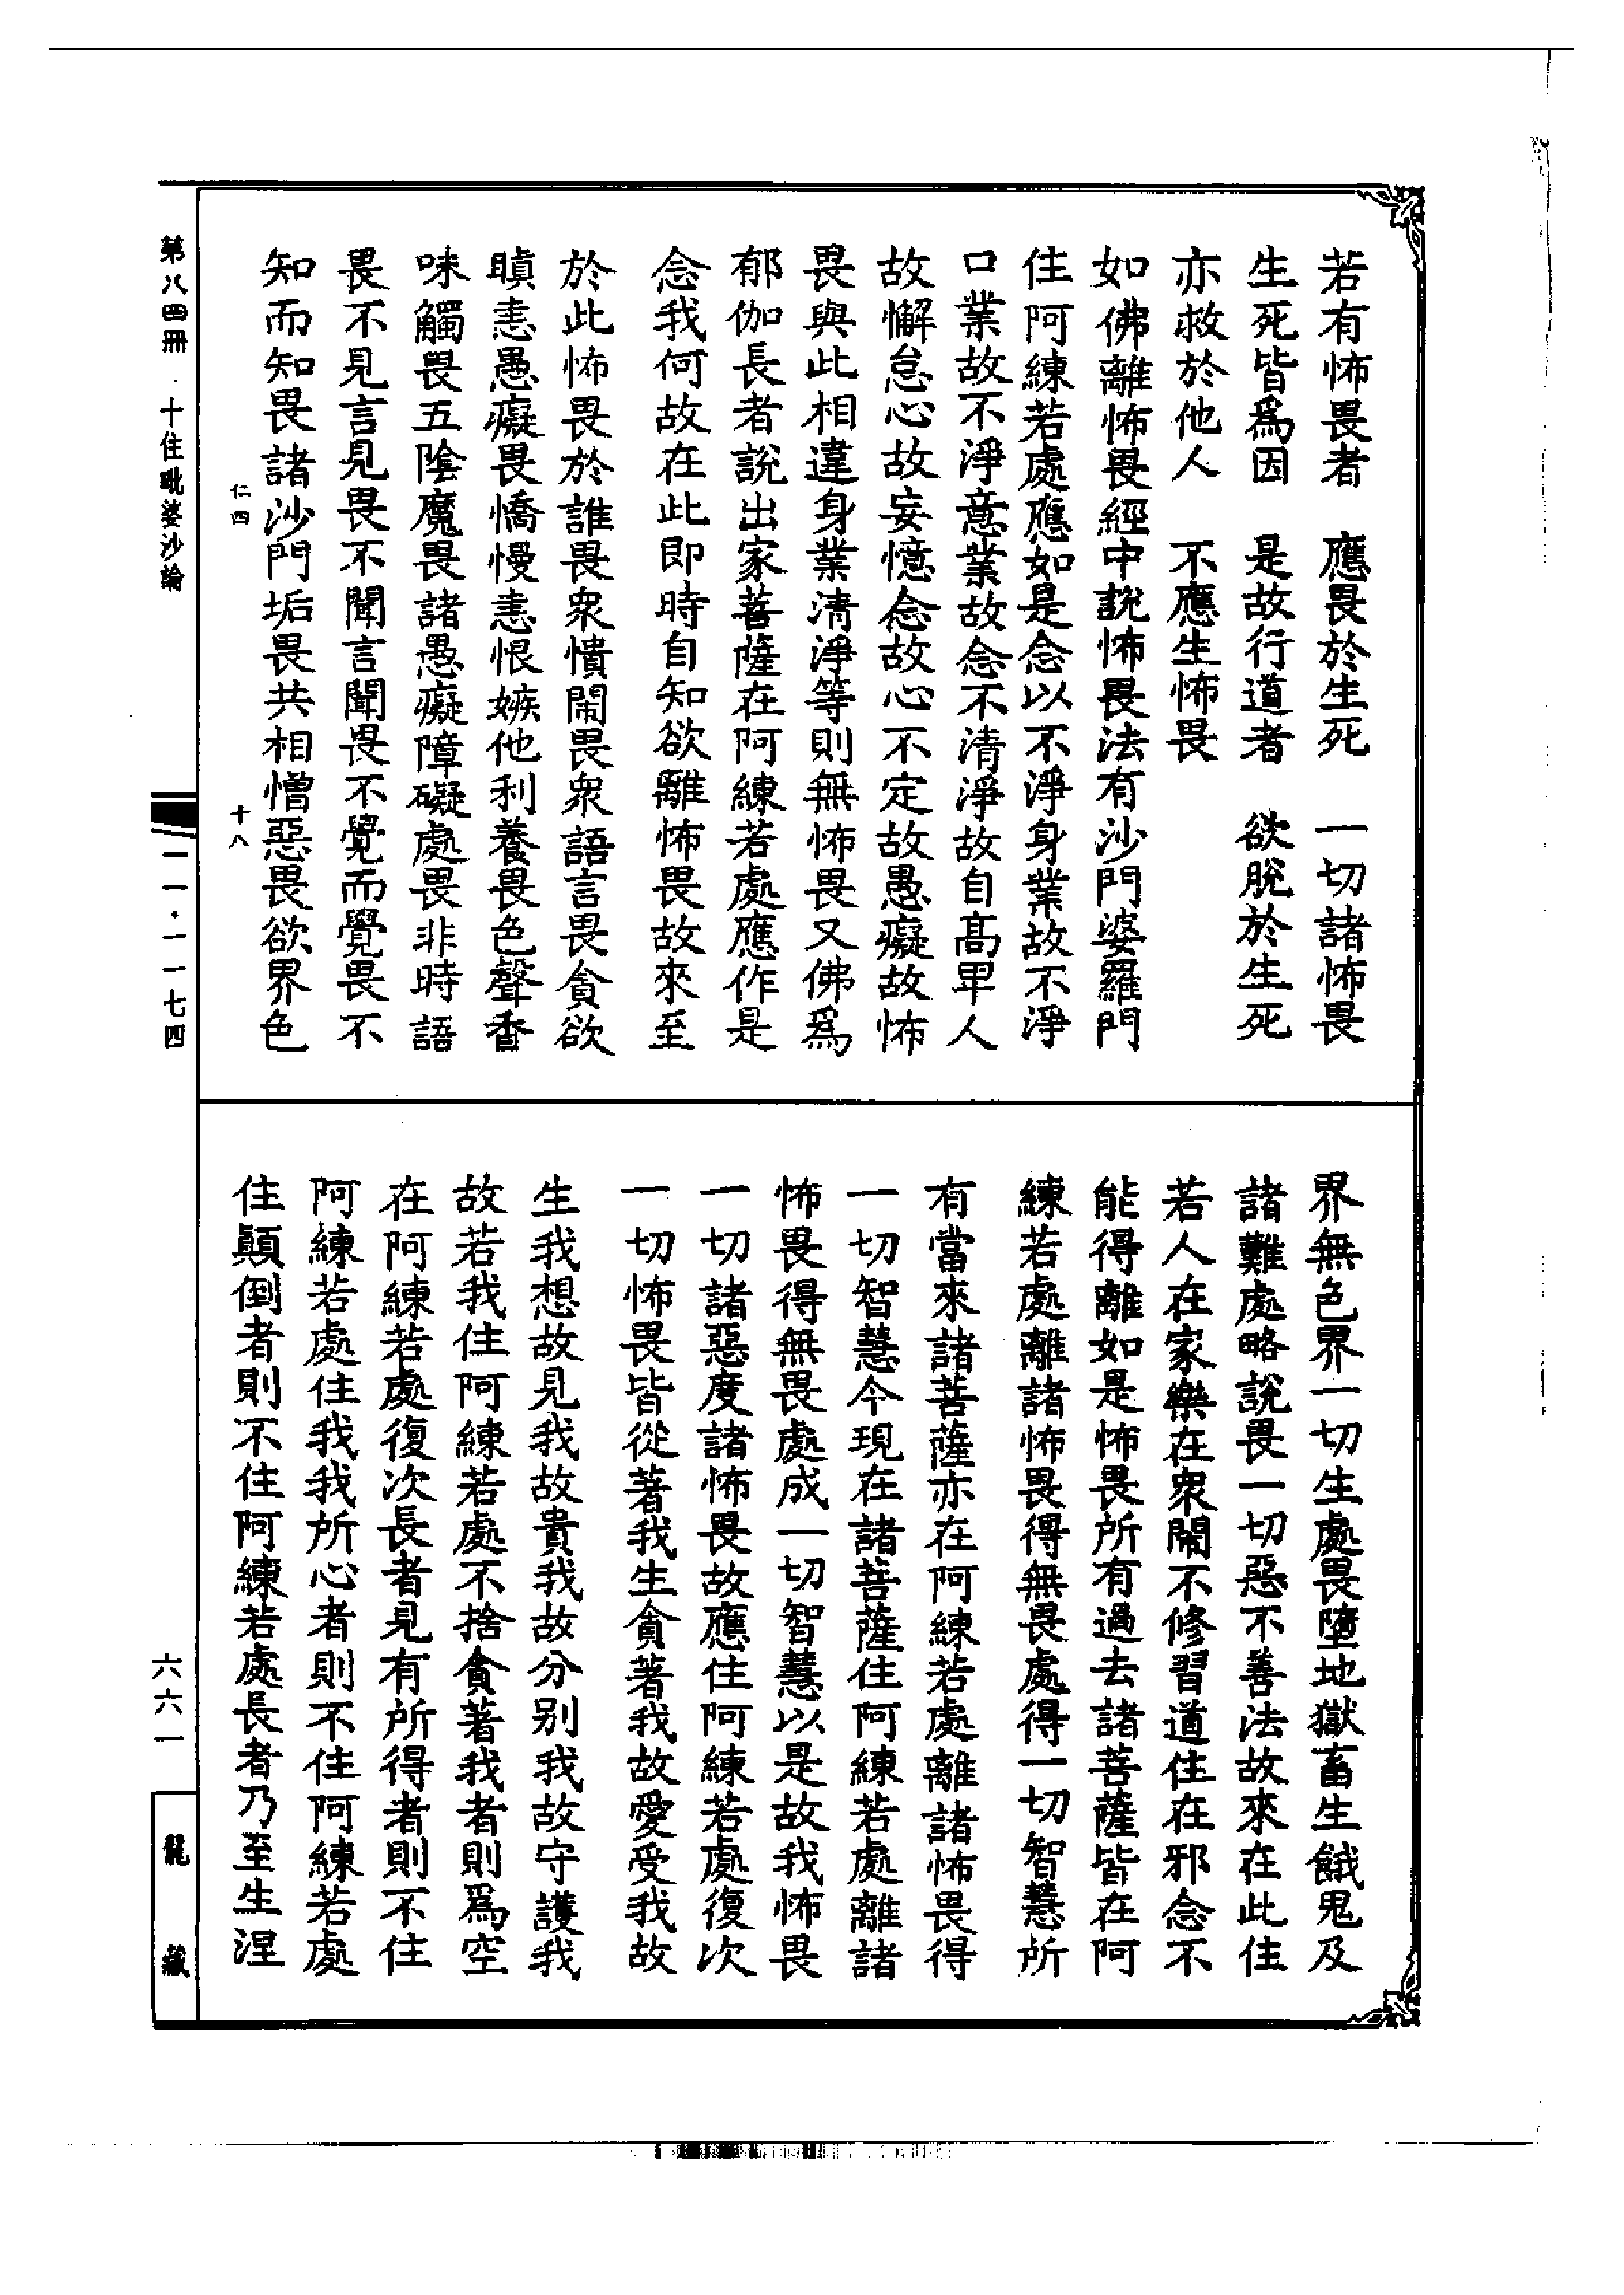 若有怖畏者　應畏於生死　一切諸怖畏
生死皆為因　是故行道者　欲脫於生死
亦救於他人　不應生怖畏
如佛離怖畏經中說怖畏法有沙門婆羅門
住阿練若處應如是念以不淨身業故不淨
口業故不淨意業故念不清淨故自高卑人
故懈怠心故妄憶念故心不定故愚癡故怖
畏與此相違身業清淨等則無怖畏又佛為
郁伽長者說出家菩薩在阿練若處應作是
念我何故在此即時自知欲離怖畏故來至
於此怖畏於誰畏眾憒閙畏眾語言畏貪欲
瞋恚愚癡畏憍慢恚恨嫉他利養畏色聲香
味觸畏五陰魔畏諸愚癡障礙處畏非時語
畏不見言見畏不聞言聞畏不覺而覺畏不
知而知畏諸沙門垢畏共相憎惡畏欲界色
界無色界一切生處畏墮地獄畜生餓鬼及
諸難處略說畏一切惡不善法故來在此住
若人在家樂在眾閙不修習道住在邪念不
能得離如是怖畏所有過去諸菩薩皆在阿
練若處離諸怖畏得無畏處得一切智慧所
有當來諸菩薩亦在阿練若處離諸怖畏得
一切智慧今現在諸菩薩住阿練若處離諸
怖畏得無畏處成一切智慧以是故我怖畏
一切諸惡度諸怖畏故應住阿練若處復次
一切怖畏皆從著我生貪著我故愛受我故
生我想故見我故貴我故分別我故守護我
故若我住阿練若處不捨貪著我者則為空
在阿練若處復次長者見有所得者則不住
阿練若處住我我所心者則不住阿練若處
住顛倒者則不住阿練若處長者乃至生涅
仁四
十八
第八四冊　十住毗婆沙論
一一·一一七四
六六一
龍藏